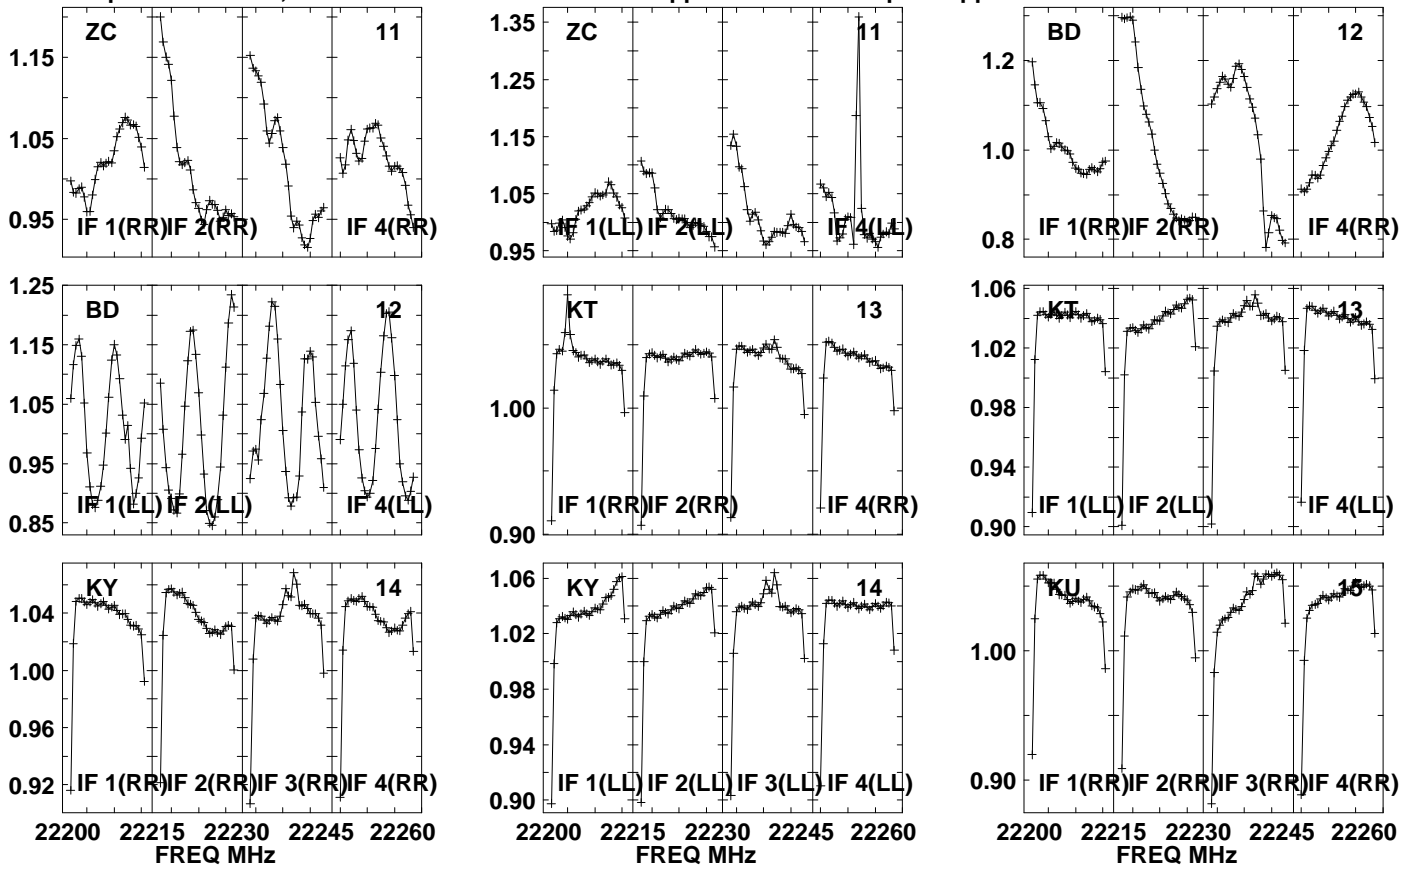 ZC 11
1.15
1.05
0.95
IF 1(RR) IF 2(RR) IF 4(RR)
ZC 11
1.35
1.25
1.15
1.05
0.95
IF 1(LL) IF 2(LL) IF 4(LL)
BD 12
1.2
1.0
0.8
IF 1(RR) IF 2(RR) IF 4(RR)
BD 12
1.25
1.15
1.05
0.95
0.85
IF 1(LL) IF 2(LL) IF 4(LL)
KT 13
1.00
0.90
IF 1(RR) IF 2(RR) IF 4(RR)
KT 13
1.06
1.02
0.98
0.94
0.90
IF 1(LL) IF 2(LL) IF 4(LL)
KY 14
1.04
1.00
0.96
0.92
IF 1(RR) IF 2(RR) IF 3(RR) IF 4(RR)
22200 22215 22230 22245 22260
FREQ MHz
KY 14
1.06
1.02
0.98
0.94
0.90
IF 1(LL) IF 2(LL) IF 3(LL) IF 4(LL)
22200 22215 22230 22245 22260
FREQ MHz
KU 15
1.00
0.90
IF 1(RR) IF 2(RR) IF 3(RR) IF 4(RR)
22200 22215 22230 22245 22260
FREQ MHz